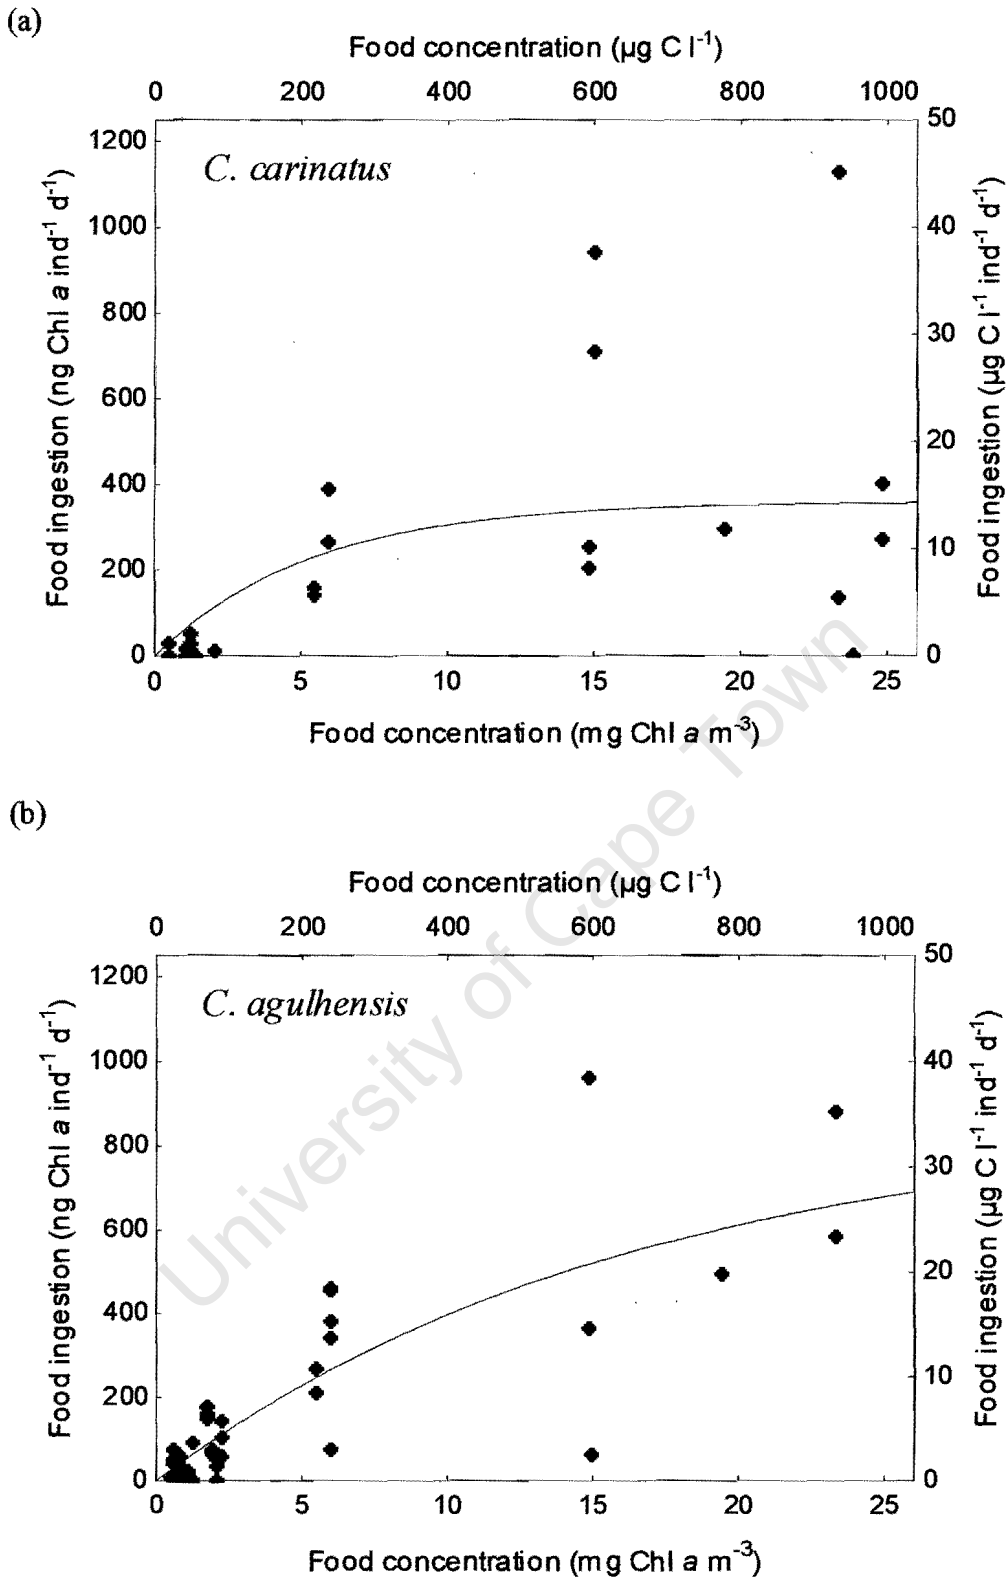 (a)
Food concentration (µg C l⁻¹)
0 200 400 600 800 1000
1200 1000 800 600 400 200 0
Food ingestion (ng Chl a ind⁻¹ d⁻¹)
C. carinatus
50 40 30 20 10 0
Food ingestion (µg C l⁻¹ ind⁻¹ d⁻¹)
0 5 10 15 20 25
Food concentration (mg Chl a m⁻³)
(b)
Food concentration (µg C l⁻¹)
0 200 400 600 800 1000
1200 1000 800 600 400 200 0
Food ingestion (ng Chl a ind⁻¹ d⁻¹)
C. agulhensis
50 40 30 20 10 0
Food ingestion (µg C l⁻¹ ind⁻¹ d⁻¹)
0 5 10 15 20 25
Food concentration (mg Chl a m⁻³)
University of Cape Town